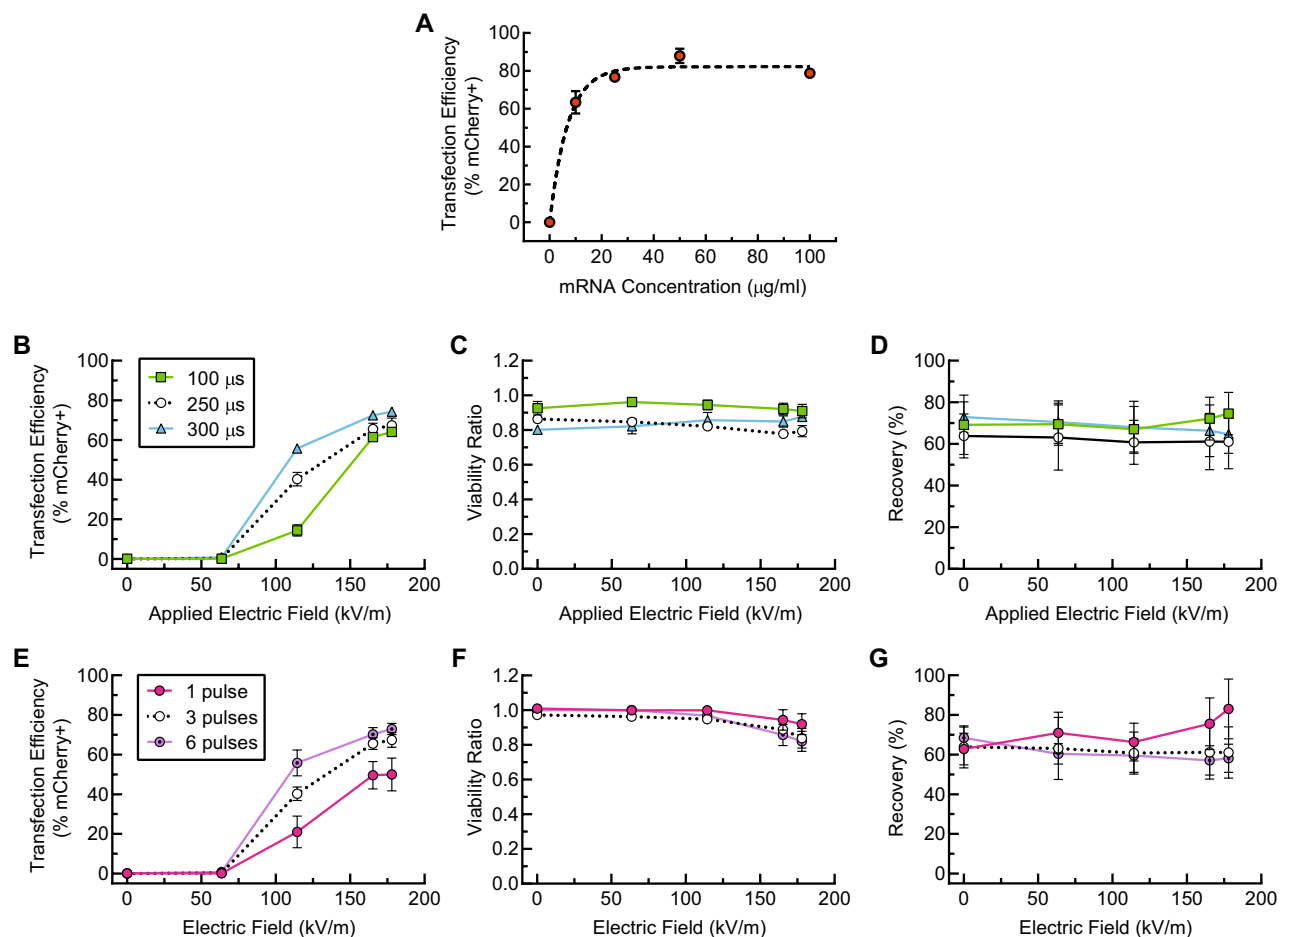 A
Transfection Efficiency
(% mCherry+)
100
80
60
40
20
0
0 20 40 60 80 100
mRNA Concentration (μg/ml)
B
Transfection Efficiency
(% mCherry+)
100
80
60
40
20
0
100 μs
250 μs
300 μs
0 50 100 150 200
Applied Electric Field (kV/m)
C
Viability Ratio
1.2
1.0
0.8
0.6
0.4
0.2
0.0
0 50 100 150 200
Applied Electric Field (kV/m)
D
Recovery (%)
100
80
60
40
20
0
0 50 100 150 200
Applied Electric Field (kV/m)
E
Transfection Efficiency
(% mCherry+)
100
80
60
40
20
0
1 pulse
3 pulses
6 pulses
0 50 100 150 200
Electric Field (kV/m)
F
Viability Ratio
1.2
1.0
0.8
0.6
0.4
0.2
0.0
0 50 100 150 200
Electric Field (kV/m)
G
Recovery (%)
100
80
60
40
20
0
0 50 100 150 200
Electric Field (kV/m)